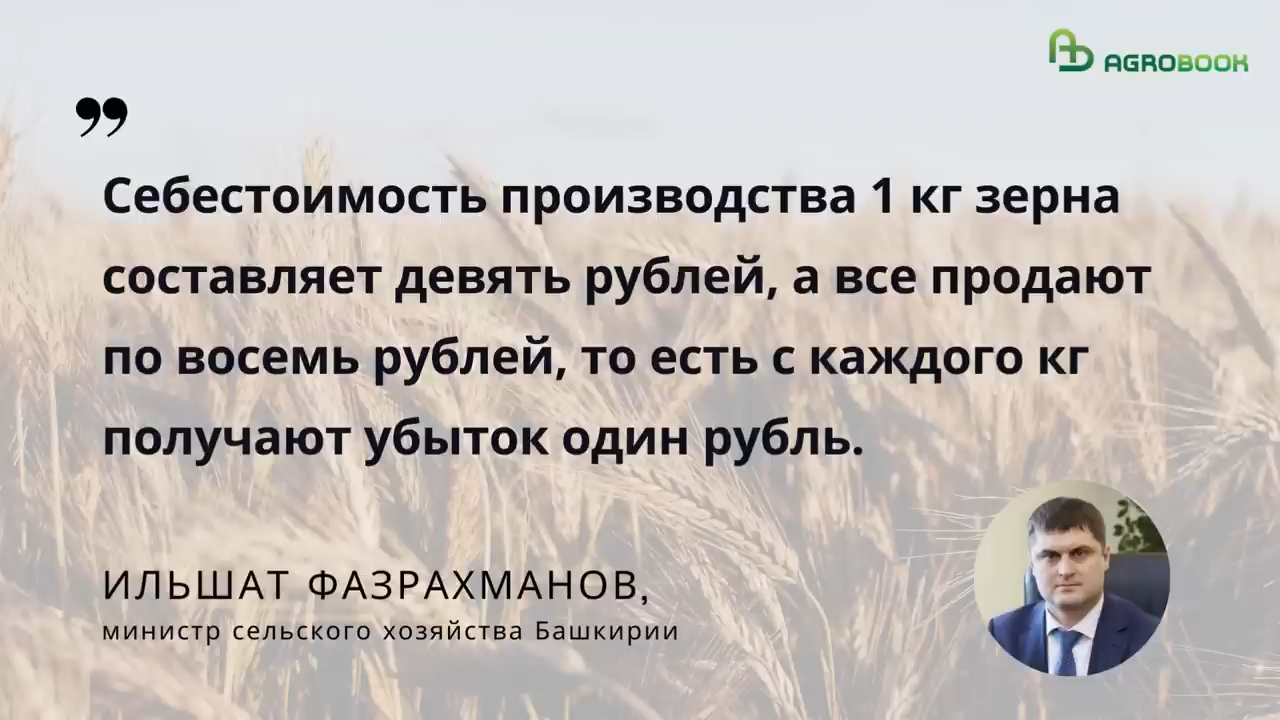 AGROBOOK
”
Себестоимость производства 1 кг зерна
составляет девять рублей, а все продают
по восемь рублей, то есть с каждого кг
получают убыток один рубль.
ИЛЬШАТ ФАЗРАХМАНОВ,
министр сельского хозяйства Башкирии